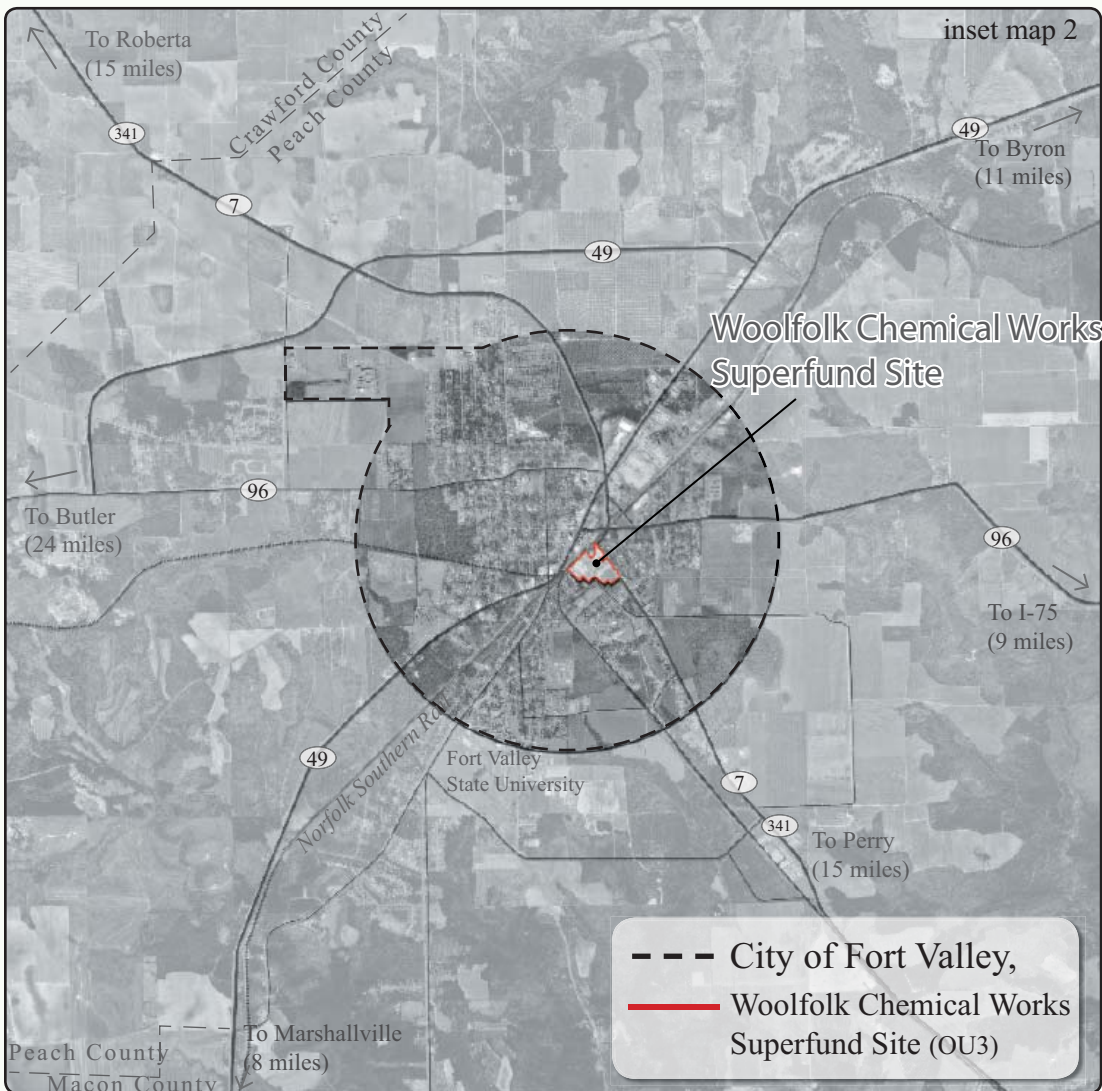 inset map 2
To Roberta
(15 miles)
Crawford County
Peach County
341
49
To Byron
(11 miles)
7
49
Woolfolk Chemical Works
Superfund Site
96
To Butler
(24 miles)
96
To I-75
(9 miles)
49
Norfolk Southern Ra
Fort Valley
State University
7
341
To Perry
(15 miles)
City of Fort Valley,
Woolfolk Chemical Works
Superfund Site (OU3)
To Marshallville
(8 miles)
Peach County
Macon County